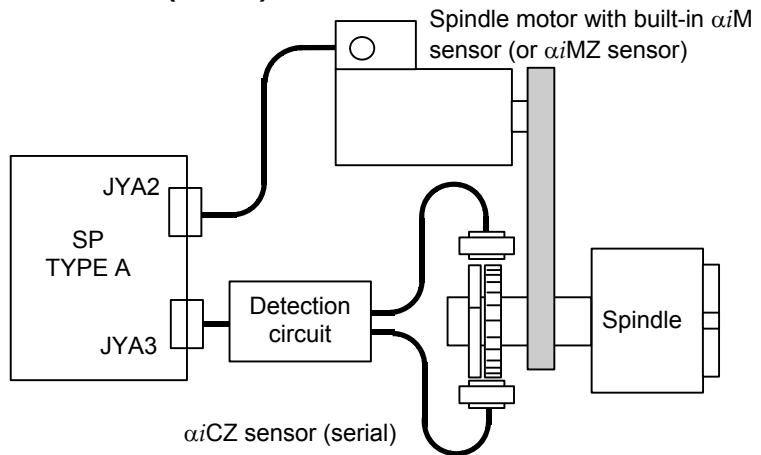 Spindle motor with built-in αiM
sensor (or αiMZ sensor)
JYA2
SP
TYPE A
JYA3
Detection
circuit
Spindle
αiCZ sensor (serial)